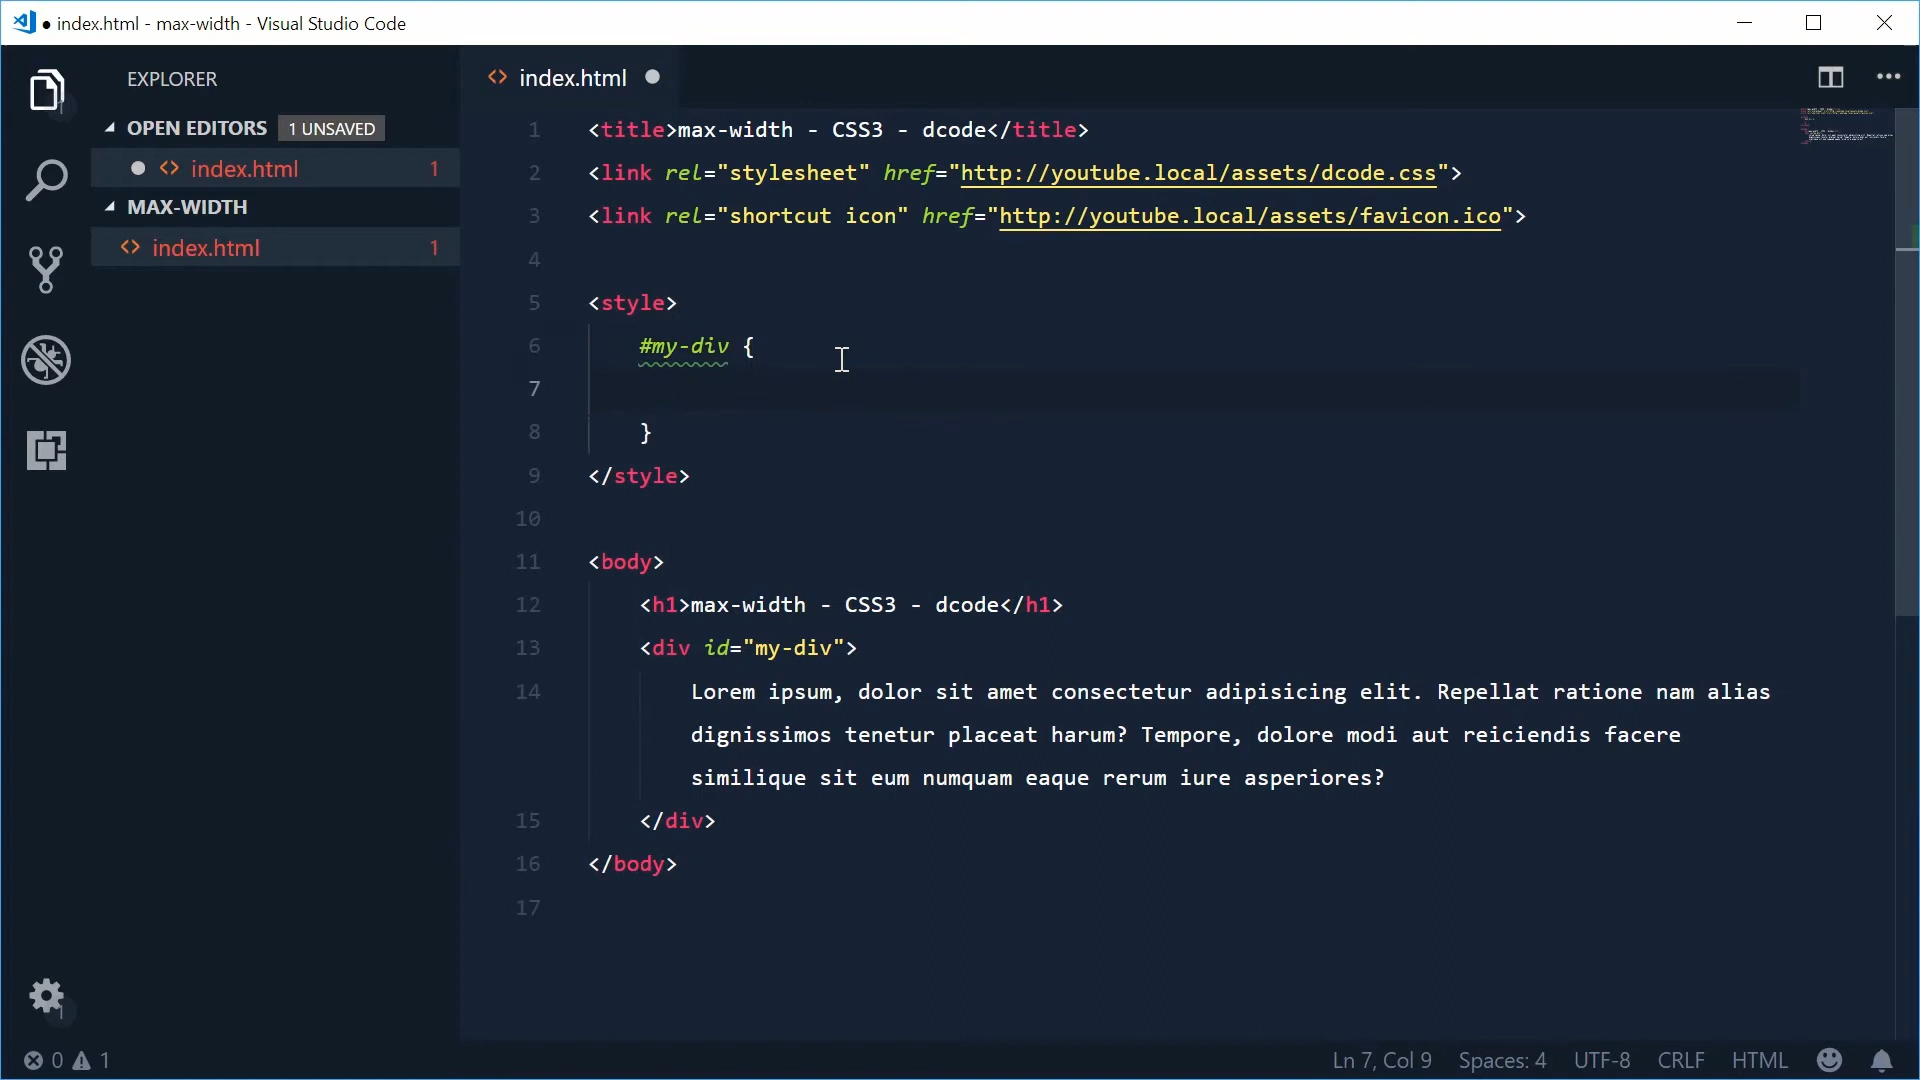 ● index.html - max-width - Visual Studio Code
EXPLORER
OPEN EDITORS 1 UNSAVED
index.html 1
MAX-WIDTH
index.html 1
index.html
1 <title>max-width - CSS3 - dcode</title>
2 <link rel="stylesheet" href="http://youtube.local/assets/dcode.css">
3 <link rel="shortcut icon" href="http://youtube.local/assets/favicon.ico">
4
5 <style>
6 #my-div {
7
8 }
9 </style>
10
11 <body>
12 <h1>max-width - CSS3 - dcode</h1>
13 <div id="my-div">
14 Lorem ipsum, dolor sit amet consectetur adipisicing elit. Repellat ratione nam alias
dignissimos tenetur placeat harum? Tempore, dolore modi aut reiciendis facere
similique sit eum numquam eaque rerum iure asperiores?
15 </div>
16 </body>
17
0 1
Ln 7, Col 9 Spaces: 4 UTF-8 CRLF HTML